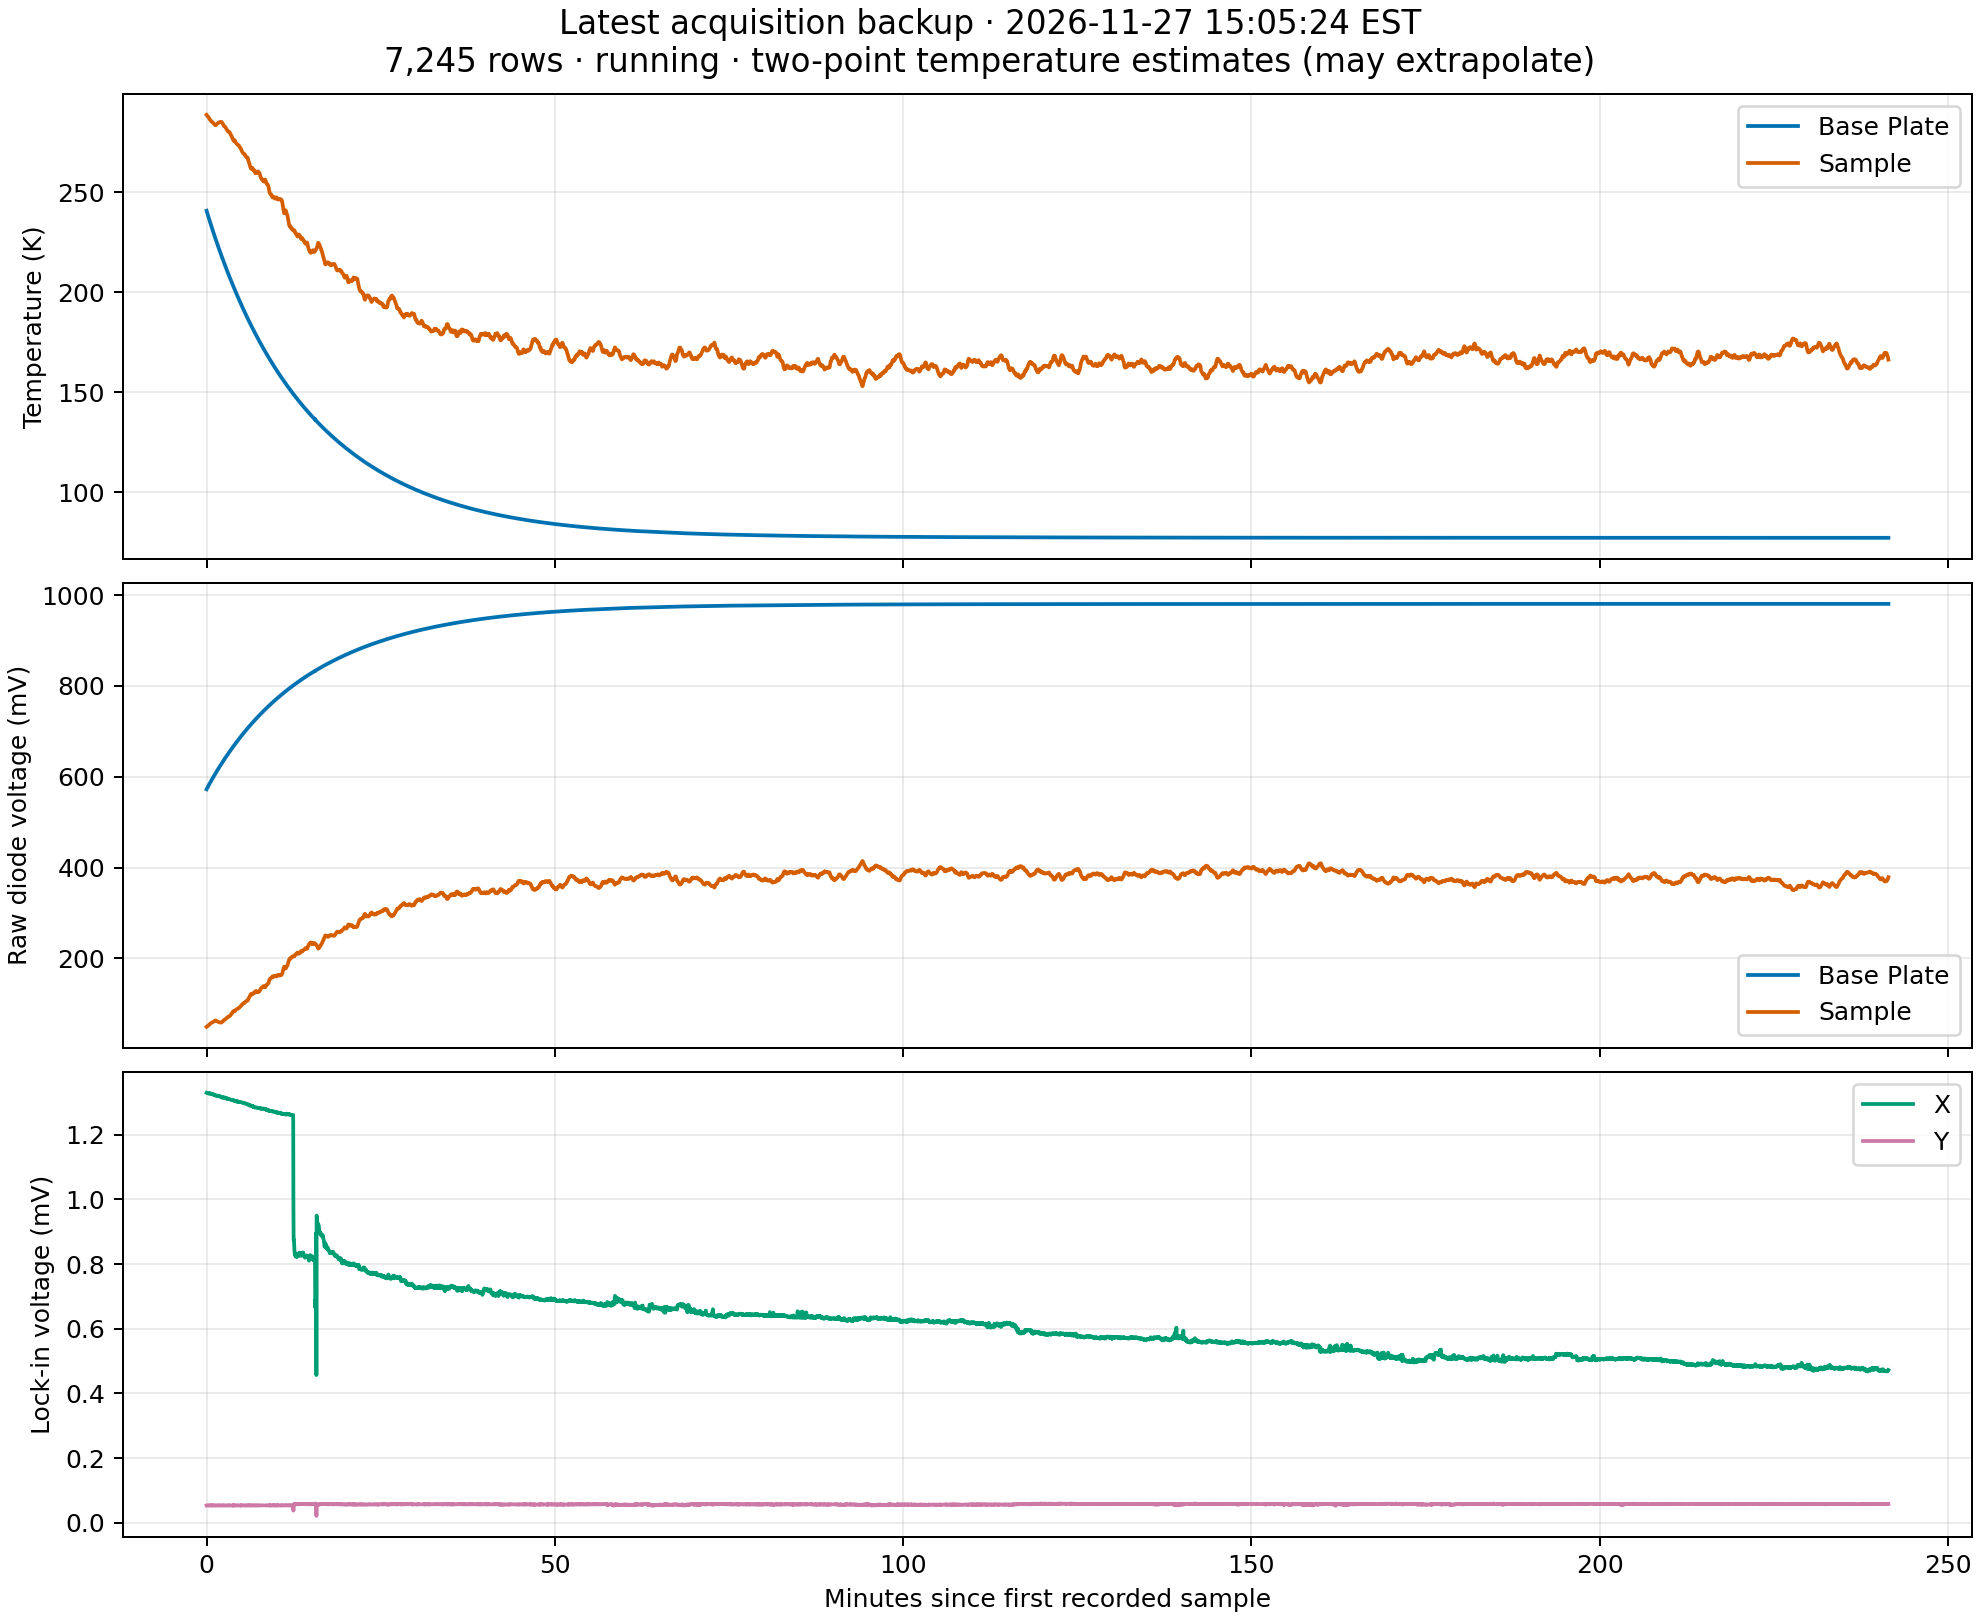 Latest acquisition backup · 2026-11-27 15:05:24 EST
7,245 rows · running · two-point temperature estimates (may extrapolate)
Temperature (K)
250
200
150
100
Base Plate
Sample
Raw diode voltage (mV)
1000
800
600
400
200
Base Plate
Sample
Lock-in voltage (mV)
1.2
1.0
0.8
0.6
0.4
0.2
0.0
X
Y
0
50
100
150
200
250
Minutes since first recorded sample